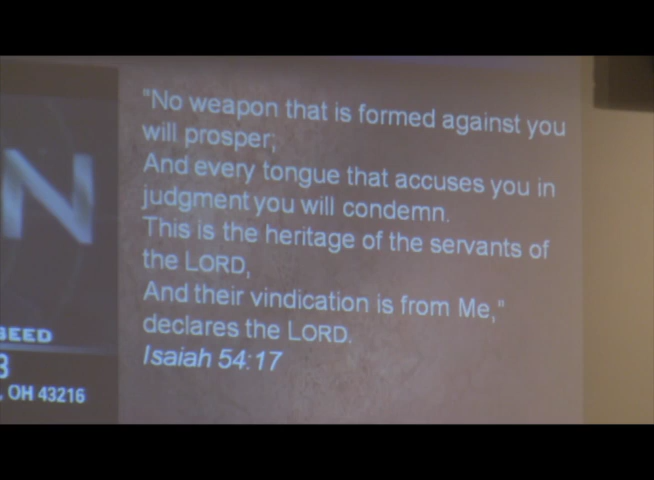 "No weapon that is formed against you
will prosper;
And every tongue that accuses you in
judgment you will condemn.
This is the heritage of the servants of
the LORD,
And their vindication is from Me,"
declares the LORD.
Isaiah 54:17
N
SEED
3
, OH 43216